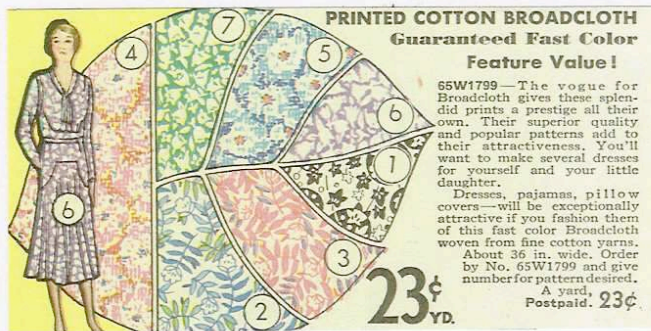 PRINTED COTTON BROADCLOTH
Guaranteed Fast Color
Feature Value!
65W1799—The vogue for
Broadcloth gives these splen-
did prints a prestige all their
own. Their superior quality
and popular patterns add to
their attractiveness. You'll
want to make several dresses
for yourself and your little
daughter.
Dresses, pajamas, pillow
covers—will be exceptionally
attractive if you fashion them
of this fast color Broadcloth
woven from fine cotton yarns.
About 36 in. wide. Order
by No. 65W1799 and give
number for pattern desired.
A yard,
Postpaid. 23¢
4
7
5
6
1
3
2
6
23¢
YD.